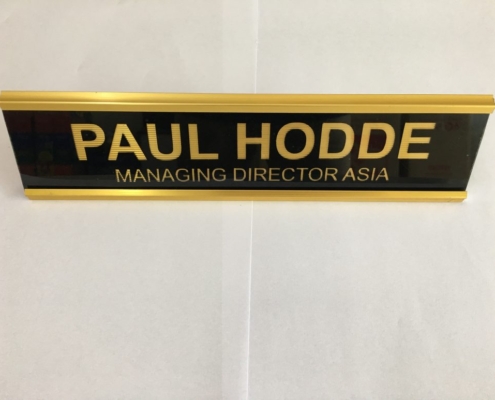 PAUL HODDE
MANAGING DIRECTOR ASIA